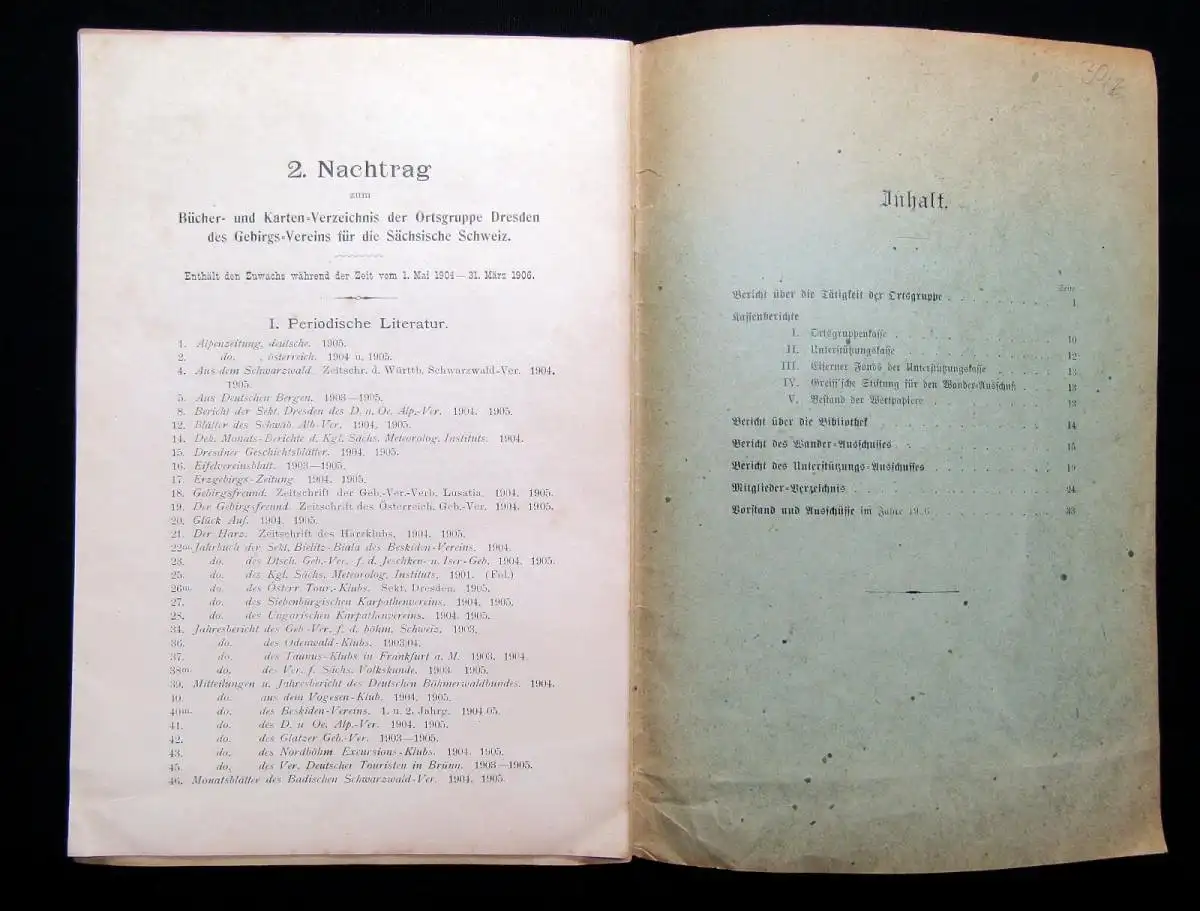 2. Nachtrag
zum
Bücher- und Karten-Verzeichnis der Ortsgruppe Dresden
des Gebirgs-Vereins für die Sächsische Schweiz.
Enthält den Zuwachs während der Zeit vom 1. Mai 1904—31. März 1906.
I. Periodische Literatur.
1. Alpenzeitung, deutsche. 1905.
2. do. , österreich. 1904 u. 1905.
4. Aus dem Schwarzwald. Zeitschr. d. Württb. Schwarzwald-Ver. 1904.
1905.
5. Aus Deutschen Bergen. 1903—1905.
8. Bericht der Sekt. Dresden des D. u. Oe. Alp.-Ver. 1904. 1905.
12. Blätter des Schwäb. Alb-Ver. 1904. 1905.
14. Dek. Monats-Berichte d. Kgl. Sächs. Meteorolog. Instituts. 1904.
15. Dresdner Geschichtsblätter. 1904. 1905.
16. Eifelvereinsblatt. 1903—1905.
17. Erzgebirgs-Zeitung 1904. 1905.
18. Gebirgsfreund. Zeitschrift der Geb.-Ver.-Verb. Lusatia. 1904. 1905.
19. Der Gebirgsfreund. Zeitschrift des Österreich. Geb.-Ver. 1904. 1905.
20. Glück Auf. 1904. 1905.
21. Der Harz. Zeitschrift des Harzklubs. 1904. 1905.
22m. Jahrbuch der Sekt. Bielitz-Biala des Beskiden-Vereins. 1904.
23. do. des Dtsch. Geb.-Ver. f. d. Jeschken- u. Iser-Geb. 1904. 1905.
25. do. des Kgl. Sächs. Meteorolog. Instituts. 1901. (Fol.)
26m. do. des Österr. Tour.-Klubs. Sekt. Dresden. 1905.
27. do. des Siebenbürgischen Karpathenvereins. 1904. 1905.
28. do. des Ungarischen Karpathenvereins. 1904. 1905.
34. Jahresbericht des Geb.-Ver. f. d. böhm. Schweiz. 1903.
36. do. des Odenwald-Klubs. 1903/04.
37. do. des Taunus-Klubs in Frankfurt a. M. 1903. 1904.
38m. do. des Ver. f. Sächs. Volkskunde. 1903. 1905.
39. Mitteilungen u. Jahresbericht des Deutschen Böhmerwaldbundes. 1904.
40. do. aus dem Vogesen-Klub. 1904. 1905.
40m. do. des Beskiden-Vereins. 1. u. 2. Jahrg. 1904-05.
41. do. des D. u. Oe. Alp.-Ver. 1904. 1905.
42. do. des Glatzer Geb.-Ver. 1903—1905.
43. do. des Nordböhm. Excursions-Klubs. 1904. 1905.
45. do. des Ver. Deutscher Touristen in Brünn. 1903—1905.
46. Monatsblätter des Badischen Schwarzwald-Ver. 1904. 1905.
Inhalt.
Seite
Bericht über die Tätigkeit der Ortsgruppe . . . 1
Kassenberichte
I. Ortsgruppenkasse . . . 10
II. Unterstützungskasse . . . 12
III. Eiserner Fonds der Unterstützungskasse . . . 13
IV. Greiff'sche Stiftung für den Wander-Ausschuß . . . 13
V. Bestand der Wertpapiere . . . 13
Bericht über die Bibliothek . . . 14
Bericht des Wander-Ausschusses . . . 15
Bericht des Unterstützungs-Ausschusses . . . 19
Mitglieder-Verzeichnis . . . 24
Vorstand und Ausschüsse im Jahre 1906 . . . 33